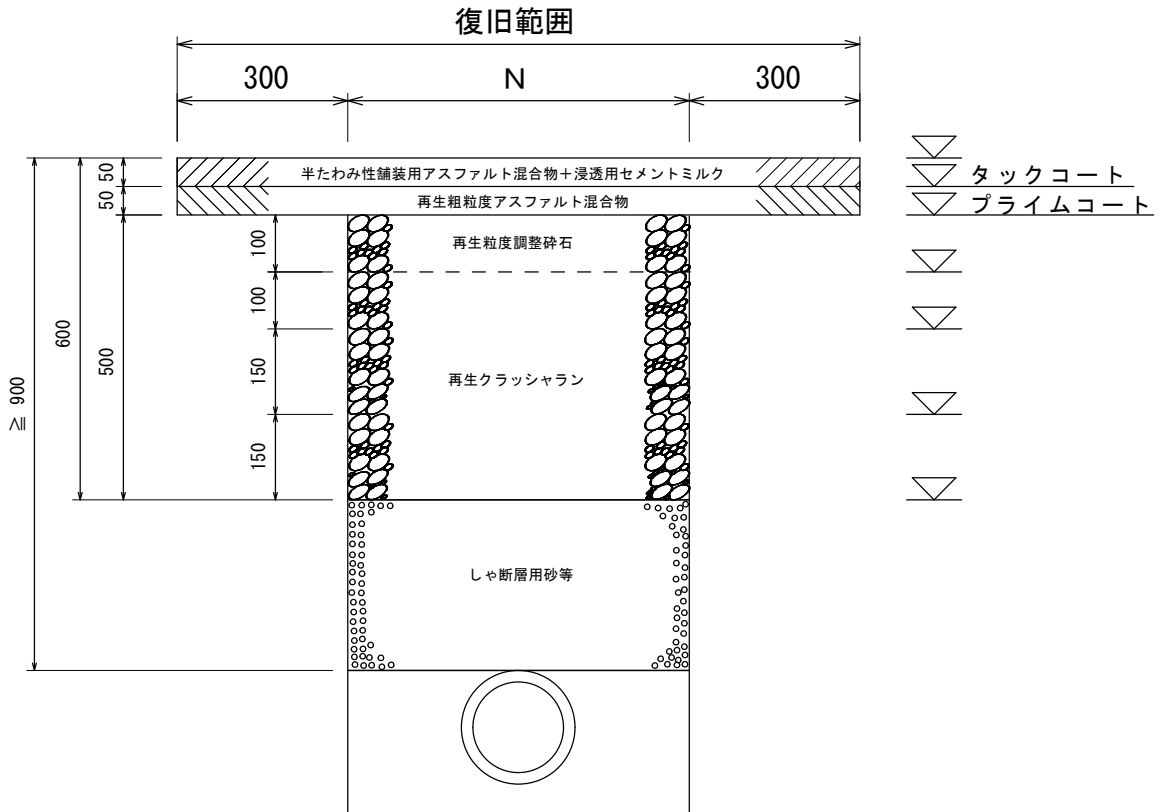 復旧範囲
300 N 300
半たわみ性舗装用アスファルト混合物＋浸透用セメントミルク
タックコート
再生粗粒度アスファルト混合物
プライムコート
50
50
100
再生粒度調整砕石
100
600
500
150
再生クラッシャラン
≧ 900
150
しゃ断層用砂等